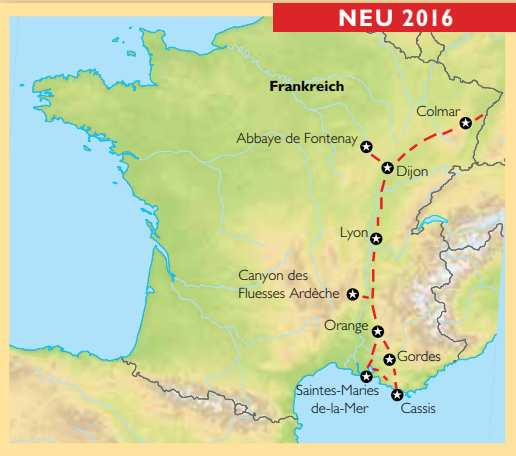 NEU 2016
Frankreich
Colmar
Abbaye de Fontenay
Dijon
Lyon
Canyon des
Fluesses Ardèche
Orange
Gordes
Saintes-Maries
de-la-Mer
Cassis